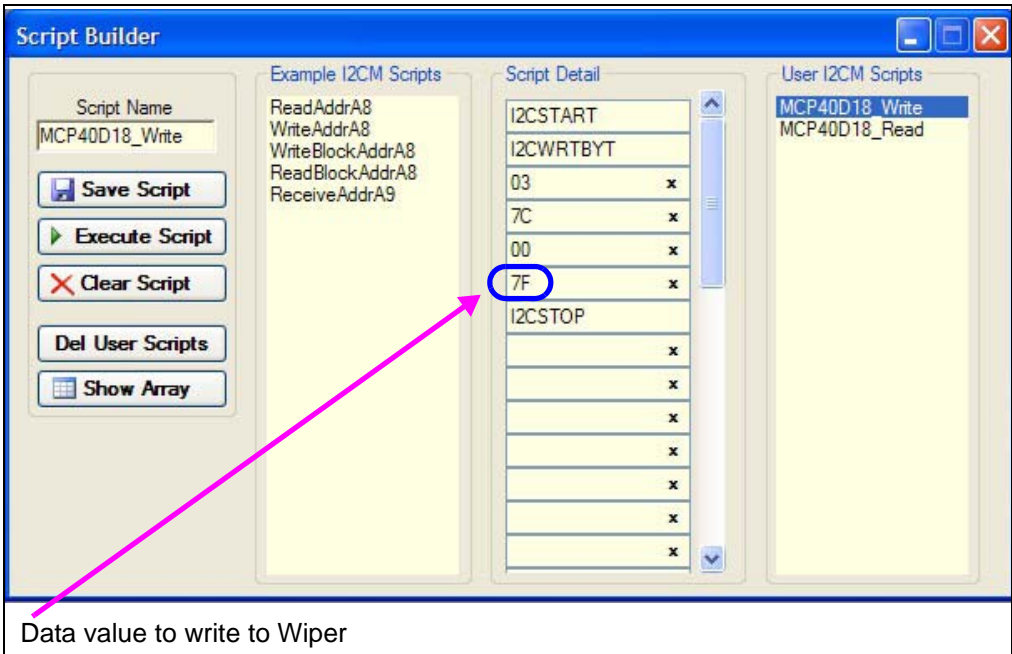 Script Builder
Script Name
MCP40D18_Write
Save Script
Execute Script
Clear Script
Del User Scripts
Show Array
Example I2CM Scripts
ReadAddrA8
WriteAddrA8
WriteBlockAddrA8
ReadBlockAddrA8
ReceiveAddrA9
Script Detail
I2CSTART
I2CWRTBYT
03 x
7C x
00 x
7F x
I2CSTOP
x
x
x
x
x
x
x
User I2CM Scripts
MCP40D18_Write
MCP40D18_Read
Data value to write to Wiper